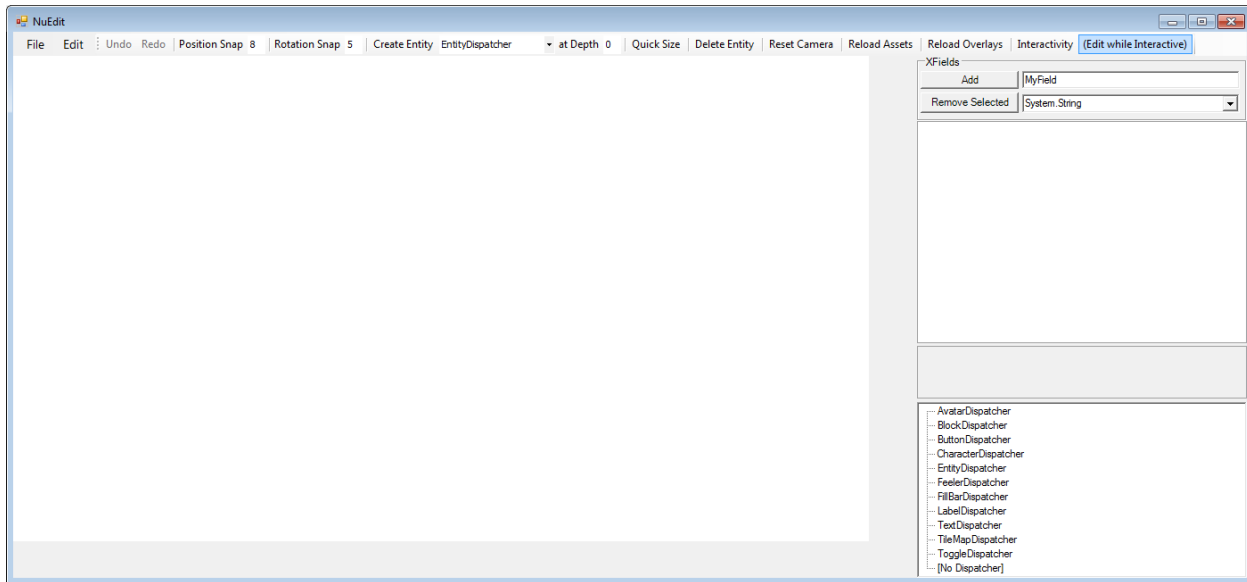 NuEdit
File Edit Undo Redo Position Snap 8 Rotation Snap 5 Create Entity EntityDispatcher at Depth 0 Quick Size Delete Entity Reset Camera Reload Assets Reload Overlays Interactivity (Edit while Interactive)
XFields
Add MyField
Remove Selected System.String
AvatarDispatcher
BlockDispatcher
ButtonDispatcher
CharacterDispatcher
EntityDispatcher
FeelerDispatcher
FillBarDispatcher
LabelDispatcher
TextDispatcher
TileMapDispatcher
ToggleDispatcher
[No Dispatcher]